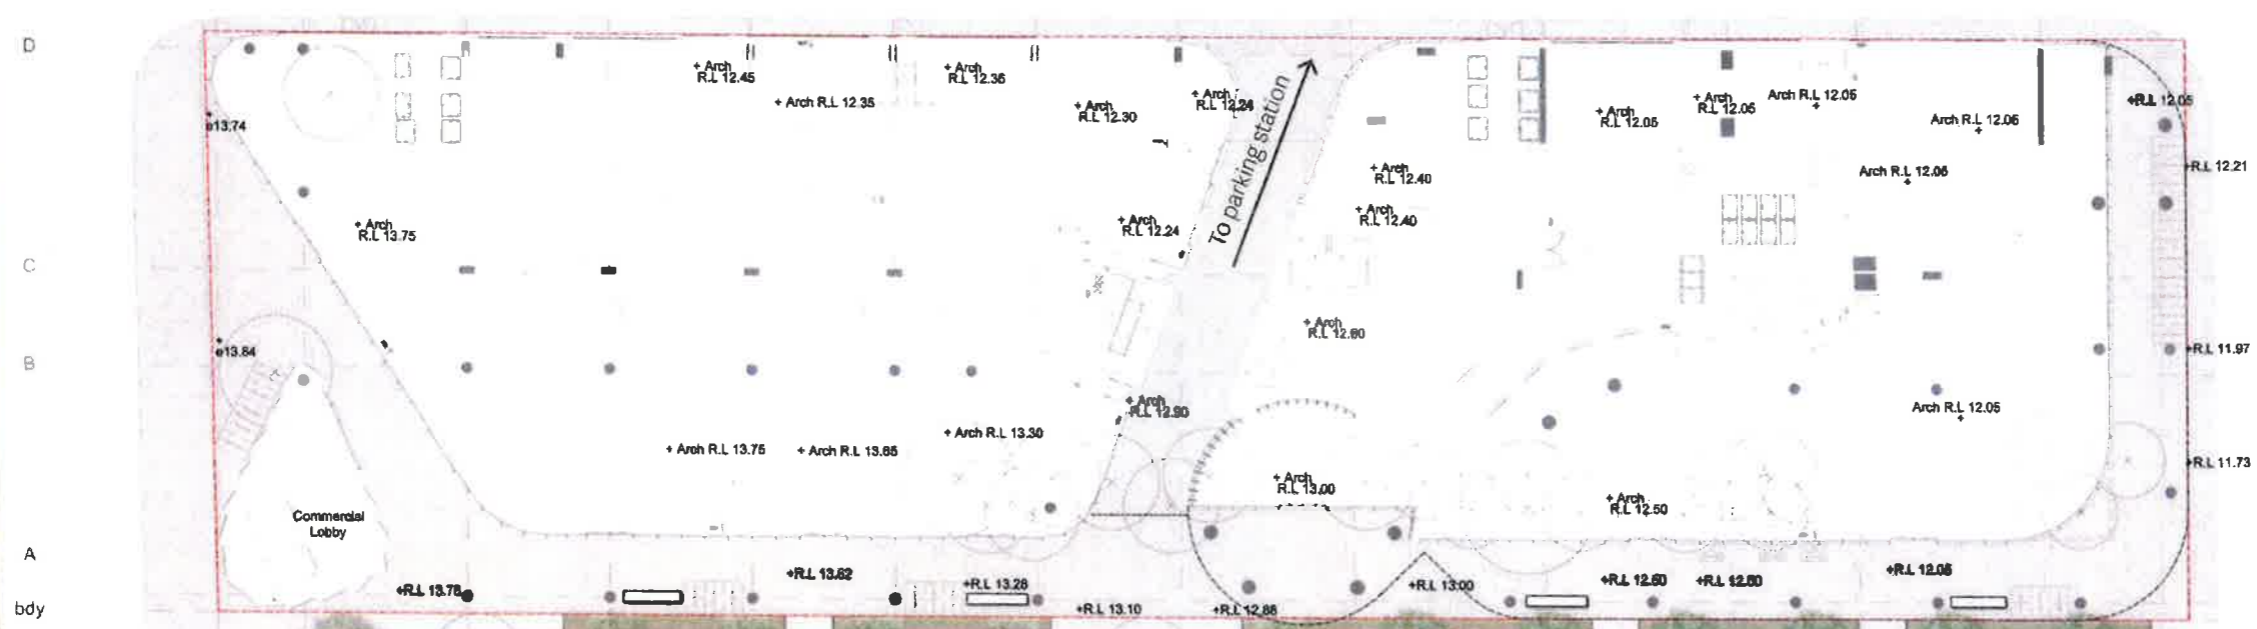 D
+ Arch
R.L 12.45
+ Arch R.L 12.35
+ Arch
R.L 12.36
+ Arch
R.L 12.30
+ Arch
R.L 12.24
To parking station
+ Arch
R.L 12.05
+ Arch
R.L 12.05
Arch R.L 12.05
+
Arch R.L 12.05
+
+R.L 12.05
13.74
+ Arch
R.L 13.75
+ Arch
R.L 12.24
+ Arch
R.L 12.40
+ Arch
R.L 12.40
Arch R.L 12.05
+
+R.L 12.21
C
+ Arch
R.L 12.60
B
13.84
+R.L 11.97
+ Arch
R.L 12.90
Arch R.L 12.05
+
+ Arch R.L 13.75
+ Arch R.L 13.65
+ Arch R.L 13.30
+R.L 11.73
+ Arch
R.L 13.00
+ Arch
R.L 12.50
Commercial
Lobby
A
+R.L 13.78
+R.L 13.62
+R.L 13.28
+R.L 13.10
+R.L 12.88
+R.L 13.00
+R.L 12.60
+R.L 12.50
+R.L 12.05
bdy